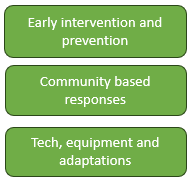 Early intervention and
prevention
Community based
responses
Tech, equipment and
adaptations